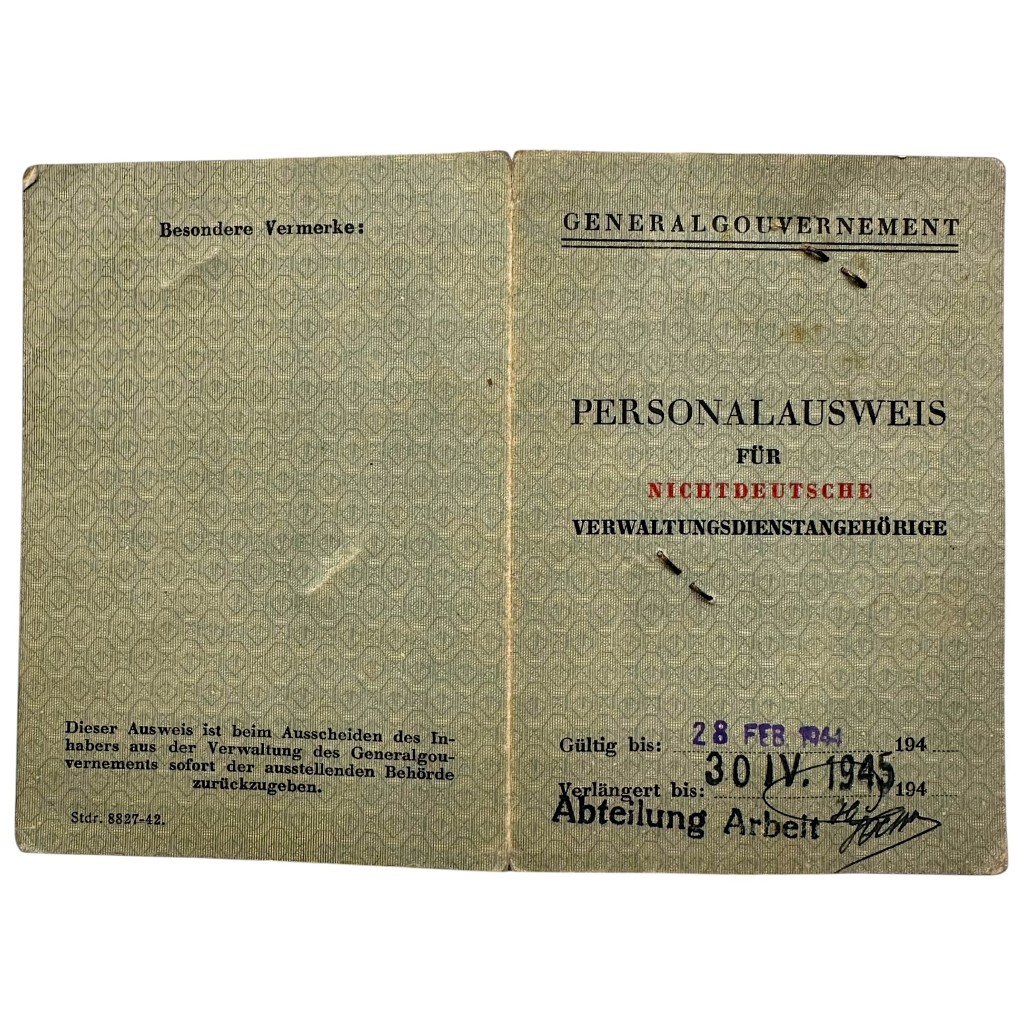 Besondere Vermerke:
Dieser Ausweis ist beim Ausscheiden des In-
habers aus der Verwaltung des Generalgou-
vernements sofort der ausstellenden Behörde
zurückzugeben.
Stdr. 8827-42.
GENERALGOUVERNEMENT
PERSONALAUSWEIS
FÜR
NICHTDEUTSCHE
VERWALTUNGSDIENSTANGEHÖRIGE
Gültig bis: 28 FEB 1944 194
Verlängert bis: 30 IV. 1945 194
Abteilung Arbeit